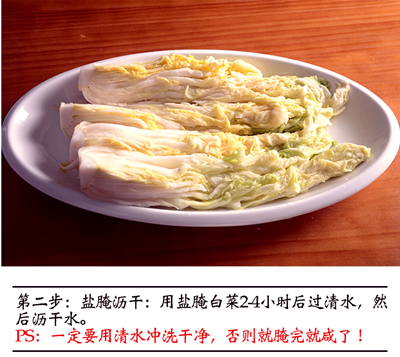 第二步：盐腌沥干：用盐腌白菜2-4小时后过清水，然
后沥干水。
PS：一定要用清水冲洗干净，否则就腌完就咸了！